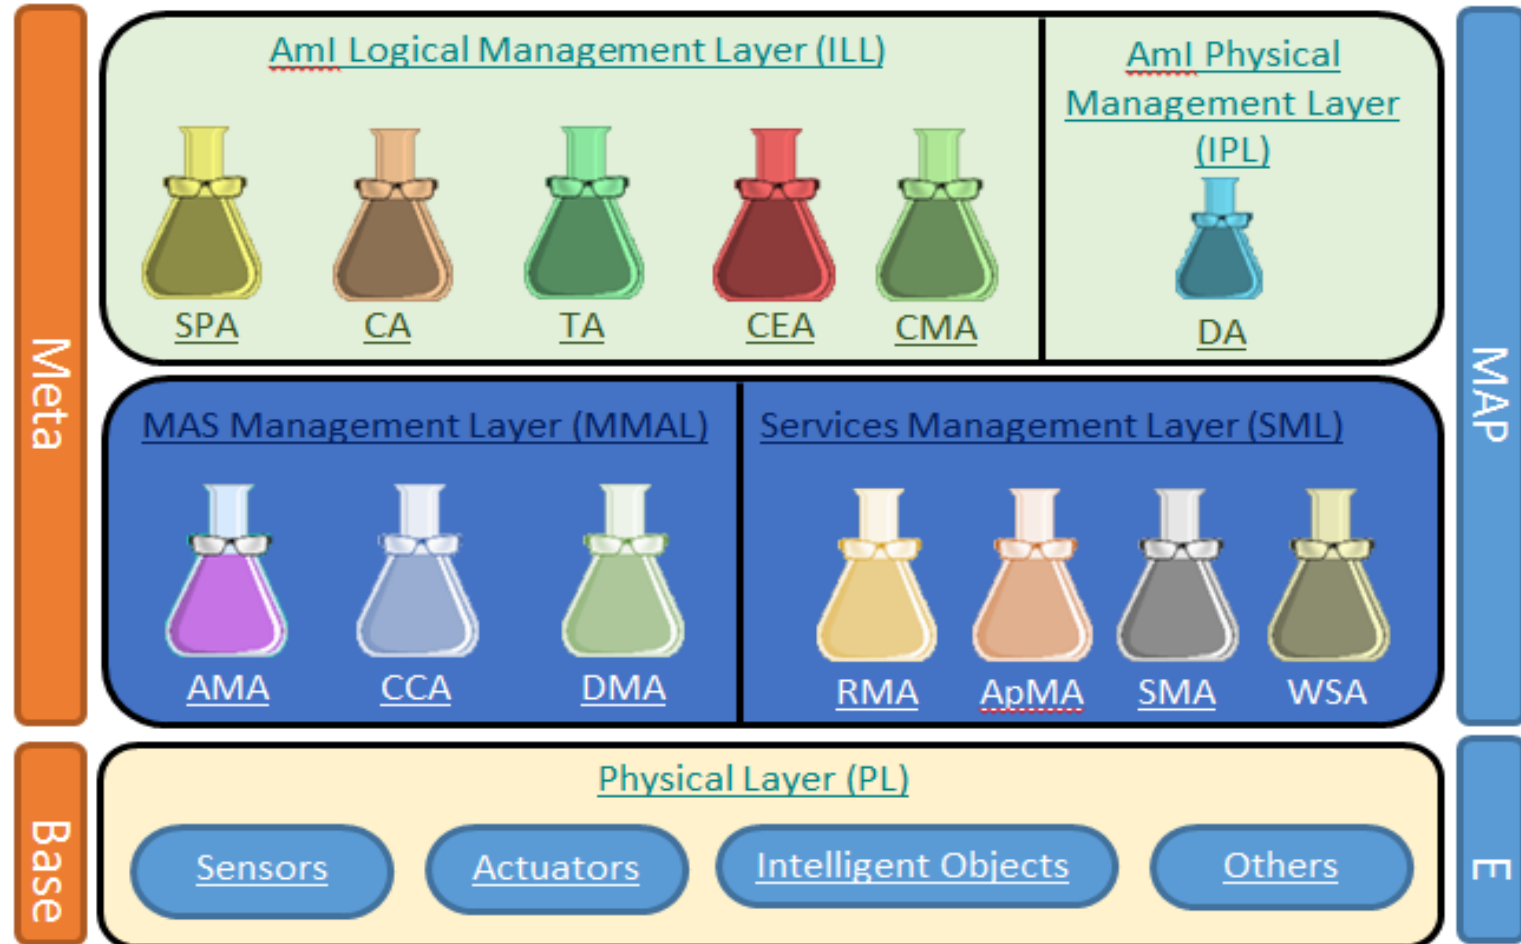 Meta
AmI Logical Management Layer (ILL)
SPA
CA
TA
CEA
CMA
AmI Physical
Management Layer
(IPL)
DA
MAP
MAS Management Layer (MMAL)
AMA
CCA
DMA
Services Management Layer (SML)
RMA
ApMA
SMA
WSA
Base
Physical Layer (PL)
Sensors
Actuators
Intelligent Objects
Others
E